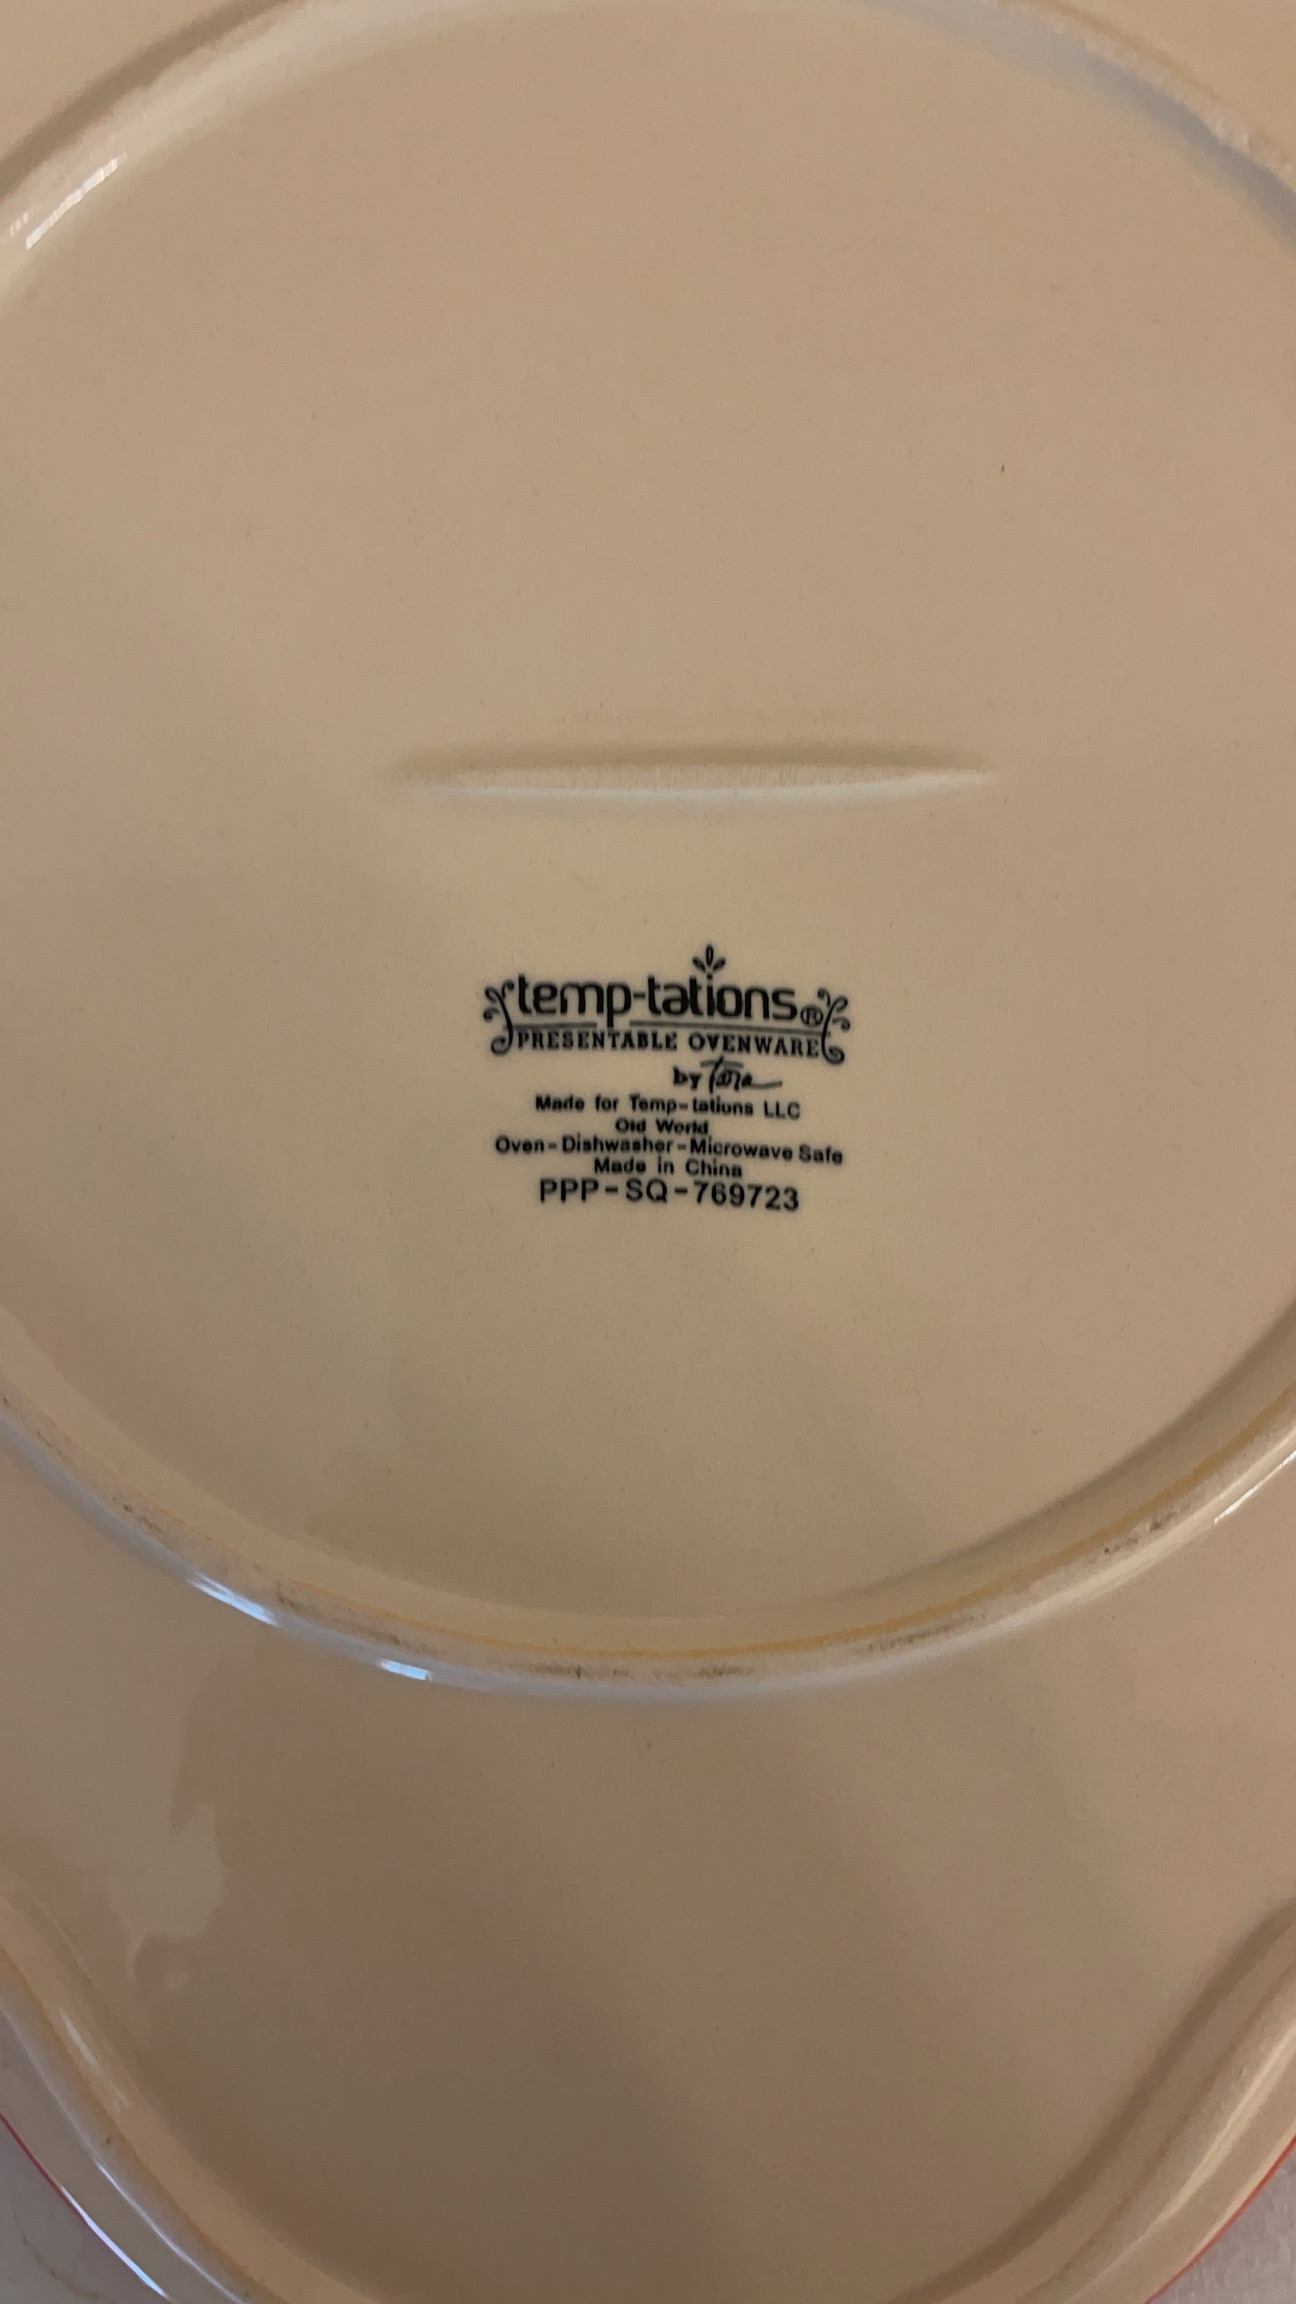 temp-tations®
PRESENTABLE OVENWARE
by Tara
Made for Temp-tations LLC
Old World
Oven-Dishwasher-Microwave Safe
Made in China
PPP-SQ-769723